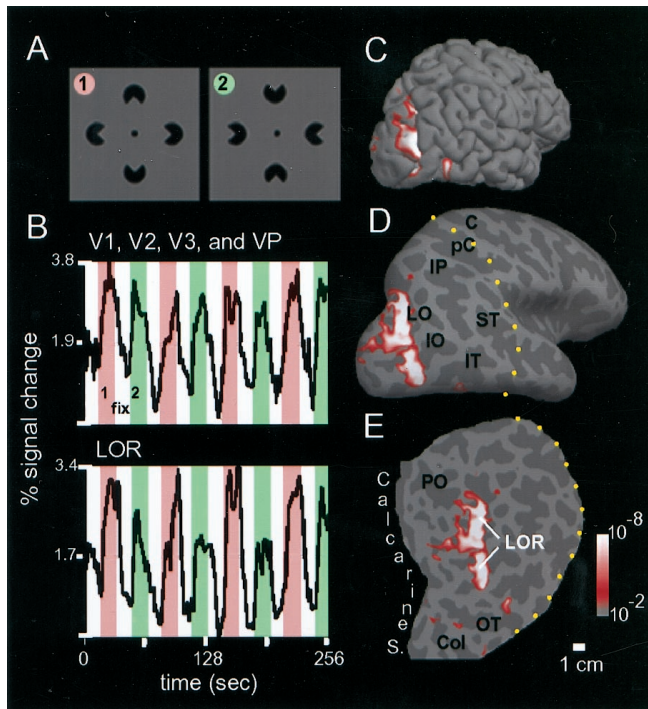 A
1
2
B
V1, V2, V3, and VP
3.8
1.9
% signal change
1
2
fix
LOR
3.4
1.7
0
128
256
time (sec)
C
D
C
pC
IP
LO
ST
IO
IT
E
PO
Calcarine S.
LOR
OT
Col
10-8
10-2
1 cm